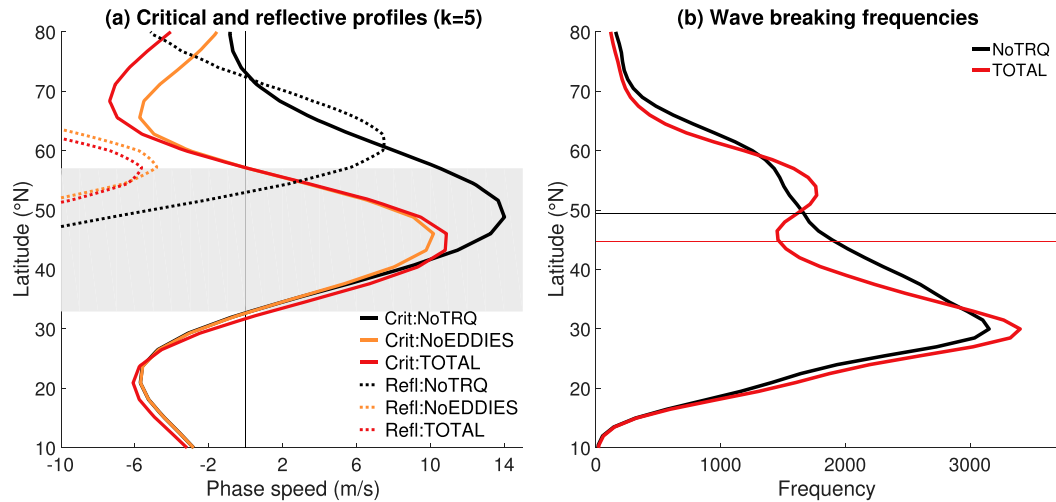 (a) Critical and reflective profiles (k=5)
80
70
60
50
40
30
20
10
Latitude (°N)
-10
-6
-2
2
6
10
14
Phase speed (m/s)
Crit:NoTRQ
Crit:NoEDDIES
Crit:TOTAL
Refl:NoTRQ
Refl:NoEDDIES
Refl:TOTAL
(b) Wave breaking frequencies
80
70
60
50
40
30
20
10
Latitude (°N)
0
1000
2000
3000
Frequency
NoTRQ
TOTAL